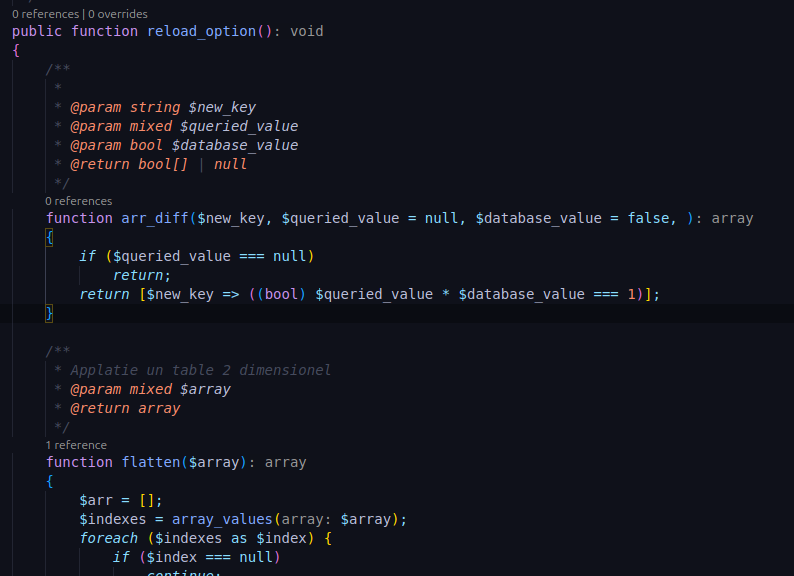 0 references | 0 overrides
public function reload_option(): void
{
/**
*
* @param string $new_key
* @param mixed $queried_value
* @param bool $database_value
* @return bool[] | null
*/
0 references
function arr_diff($new_key, $queried_value = null, $database_value = false, ): array
{
if ($queried_value === null)
return;
return [$new_key => ((bool) $queried_value * $database_value === 1)];
}
/**
* Applatie un table 2 dimensionel
* @param mixed $array
* @return array
*/
1 reference
function flatten($array): array
{
$arr = [];
$indexes = array_values(array: $array);
foreach ($indexes as $index) {
if ($index === null)
continue;